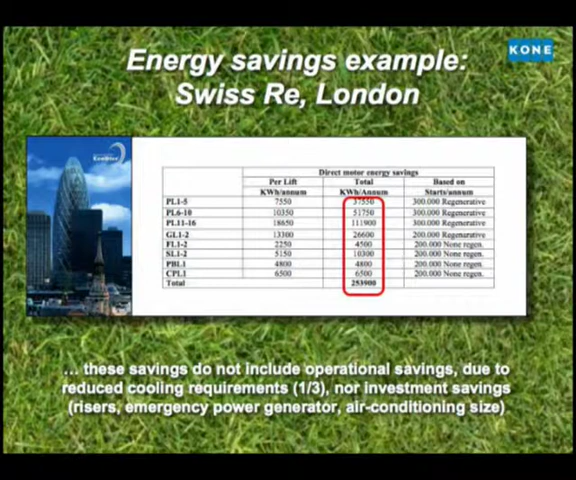 KONE
Energy savings example:
Swiss Re, London
Direct motor energy savings
Per Lift Total Based on
KWh/annum KWh/Annum Starts/annum
PL1-5 7550 37550 300.000 Regenerative
PL6-10 10350 51750 300.000 Regenerative
PL11-16 18650 111900 300.000 Regenerative
GL1-2 13300 26600 200.000 Regenerative
FL1-2 2250 4500 200.000 None regen.
SL1-2 5150 10300 200.000 None regen.
PBL1 4800 4800 200.000 None regen.
CPL1 6500 6500 200.000 None regen.
Total 253900
... these savings do not include operational savings, due to
reduced cooling requirements (1/3), nor investment savings
(risers, emergency power generator, air-conditioning size)